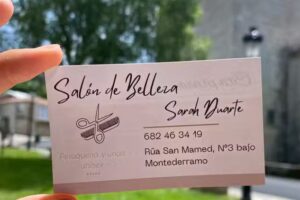 Salón de Belleza
Sarah Duarte
682 46 34 19
Rúa San Mamed, Nº3 bajo
Montederramo